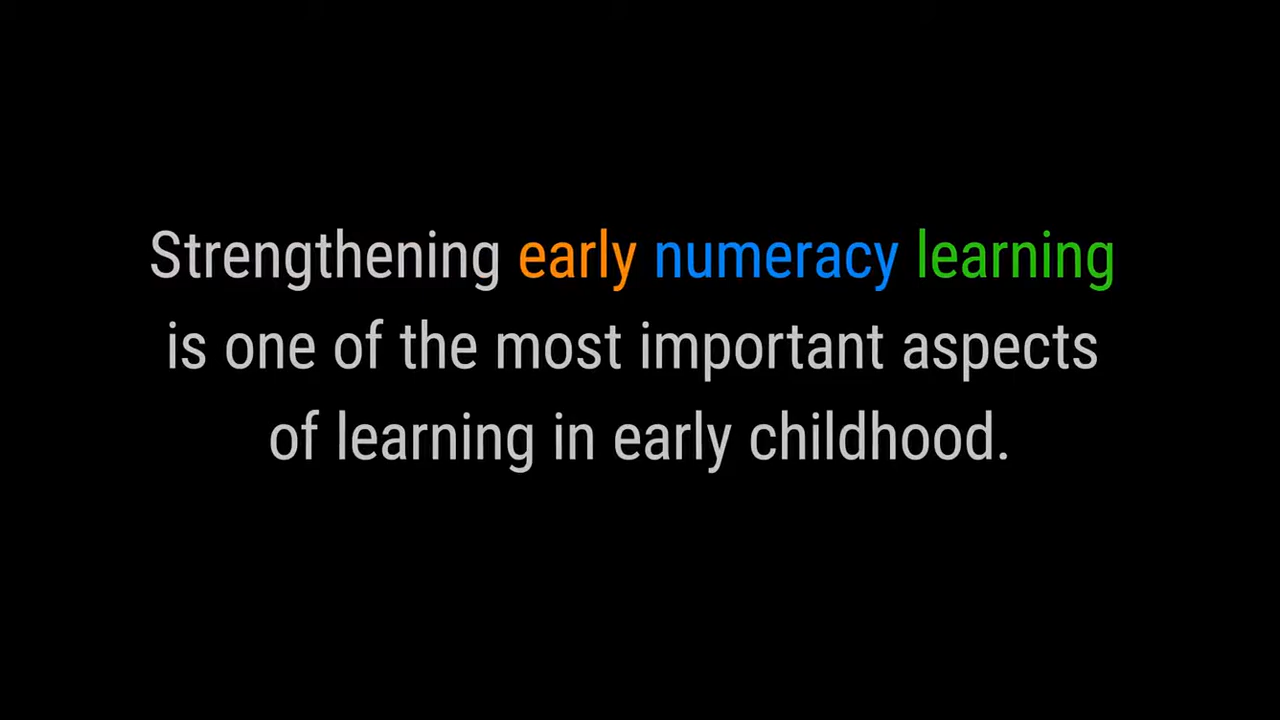 Strengthening early numeracy learning
is one of the most important aspects
of learning in early childhood.